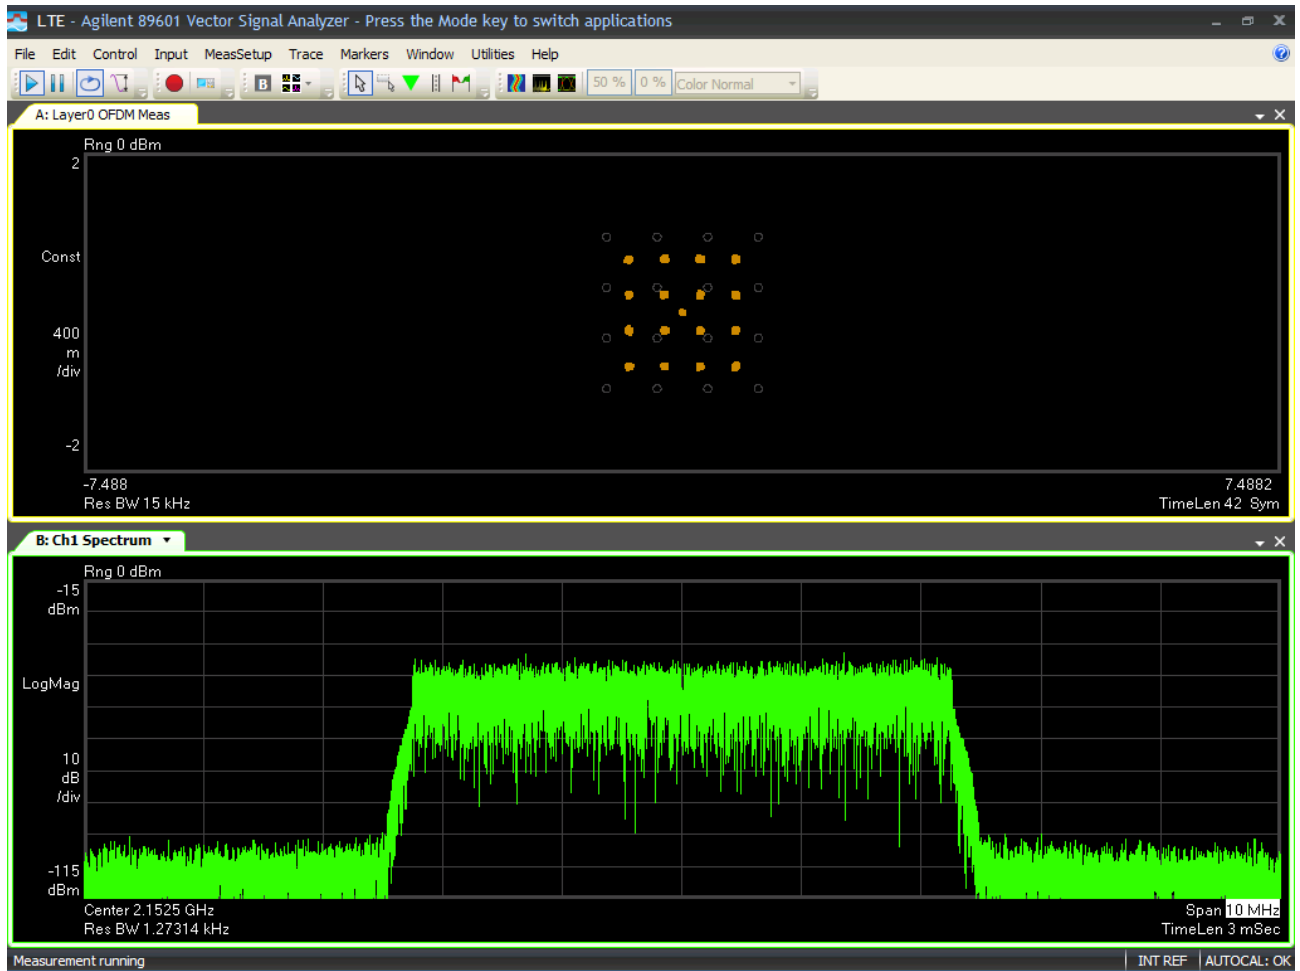 LTE - Agilent 89601 Vector Signal Analyzer - Press the Mode key to switch applications
File Edit Control Input MeasSetup Trace Markers Window Utilities Help
B 50 % 0 % Color Normal
A: Layer0 OFDM Meas
Rng 0 dBm
2
Const
400
m
/div
-2
-7.488 7.4882
Res BW 15 kHz TimeLen 42 Sym
B: Ch1 Spectrum
Rng 0 dBm
-15
dBm
LogMag
10
dB
/div
-115
dBm
Center 2.1525 GHz Span 10 MHz
Res BW 1.27314 kHz TimeLen 3 mSec
Measurement running INT REF AUTOCAL: OK